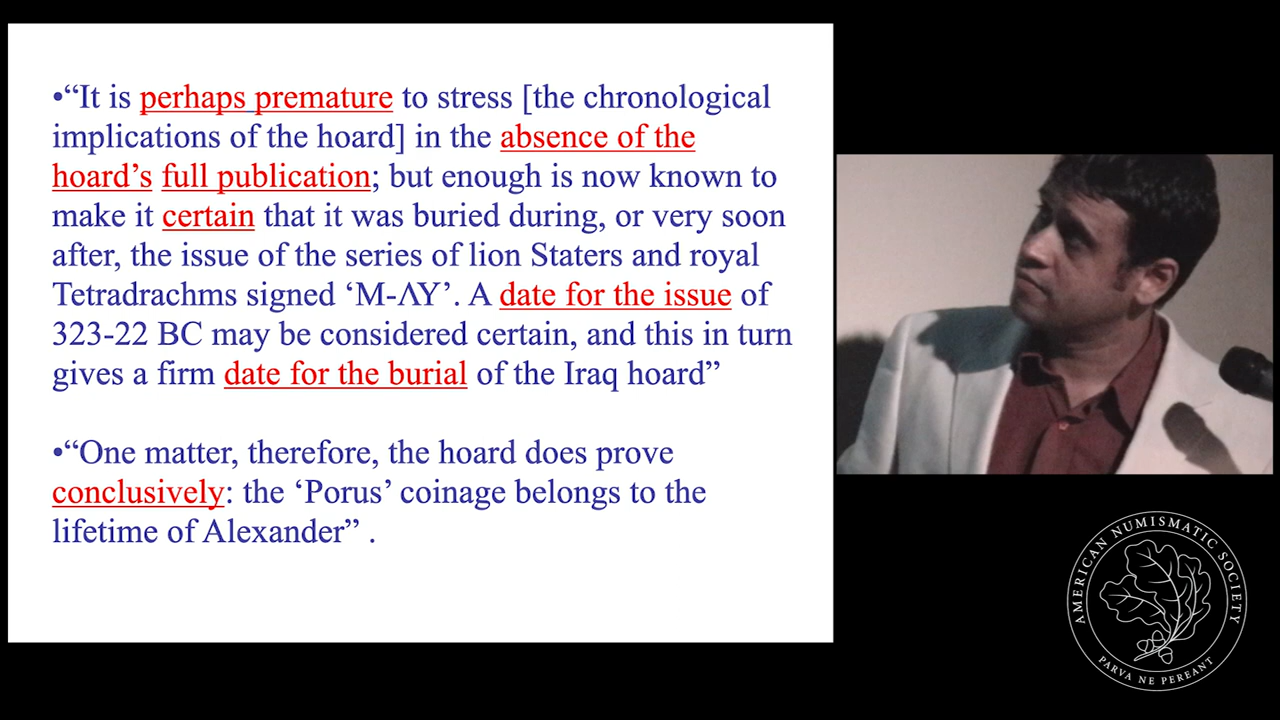 •“It is perhaps premature to stress [the chronological
implications of the hoard] in the absence of the
hoard’s full publication; but enough is now known to
make it certain that it was buried during, or very soon
after, the issue of the series of lion Staters and royal
Tetradrachms signed ‘M-ΛY’. A date for the issue of
323-22 BC may be considered certain, and this in turn
gives a firm date for the burial of the Iraq hoard”
•“One matter, therefore, the hoard does prove
conclusively: the ‘Porus’ coinage belongs to the
lifetime of Alexander” .
AMERICAN NUMISMATIC SOCIETY
PARVA NE PEREANT